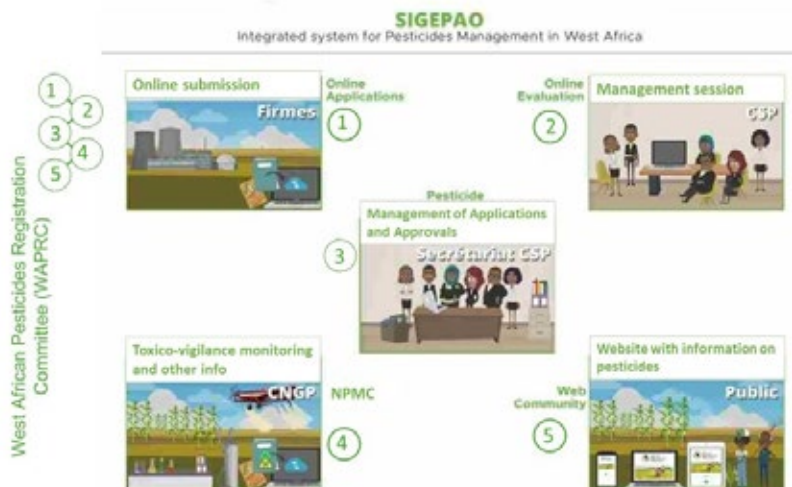 SIGEPAO
Integrated system for Pesticides Management in West Africa
West African Pesticides Registration
Committee (WAPRC)
1
2
3
4
5
Online submission
Firmes
Online
Applications
1
Online
Evaluation
2
Management session
CSP
Pesticide
Management of Applications
and Approvals
3
Secrétariat CSP
Toxico-vigilance monitoring
and other info
CNGP
NPMC
4
Web
Community
5
Website with information on
pesticides
Public